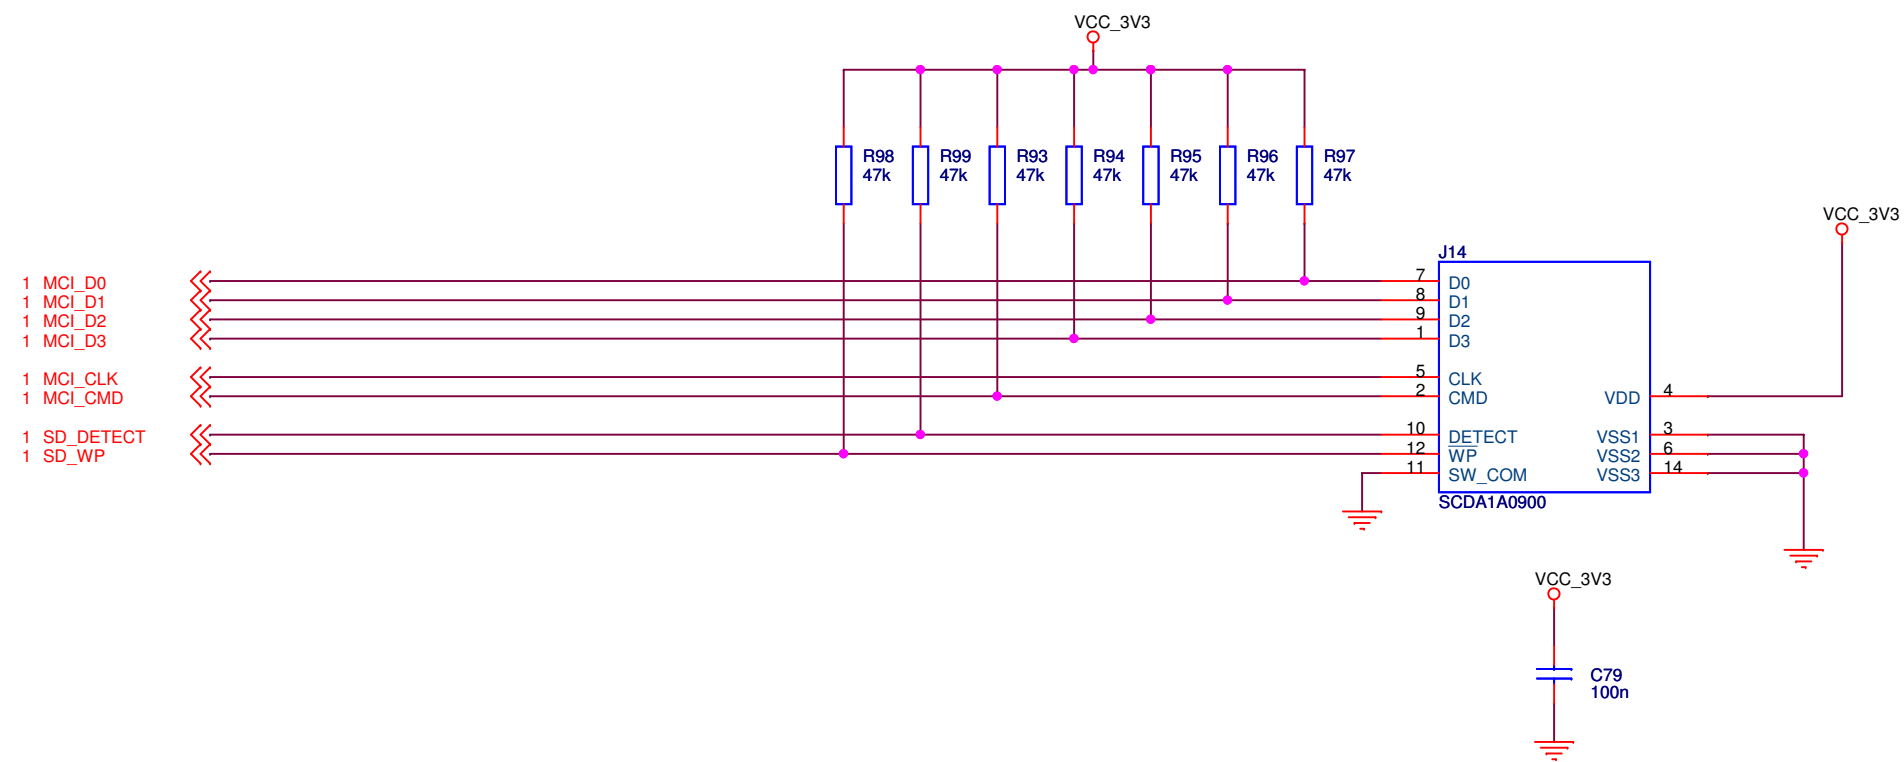 VCC_3V3
R98 R99 R93 R94 R95 R96 R97
47k 47k 47k 47k 47k 47k 47k
VCC_3V3
J14
1 MCI_D0 7 D0
1 MCI_D1 8 D1
1 MCI_D2 9 D2
1 MCI_D3 1 D3
1 MCI_CLK 5 CLK
1 MCI_CMD 2 CMD VDD 4
1 SD_DETECT 10 DETECT VSS1 3
1 SD_WP 12 WP VSS2 6
11 SW_COM VSS3 14
SCDA1A0900
VCC_3V3
C79
100n